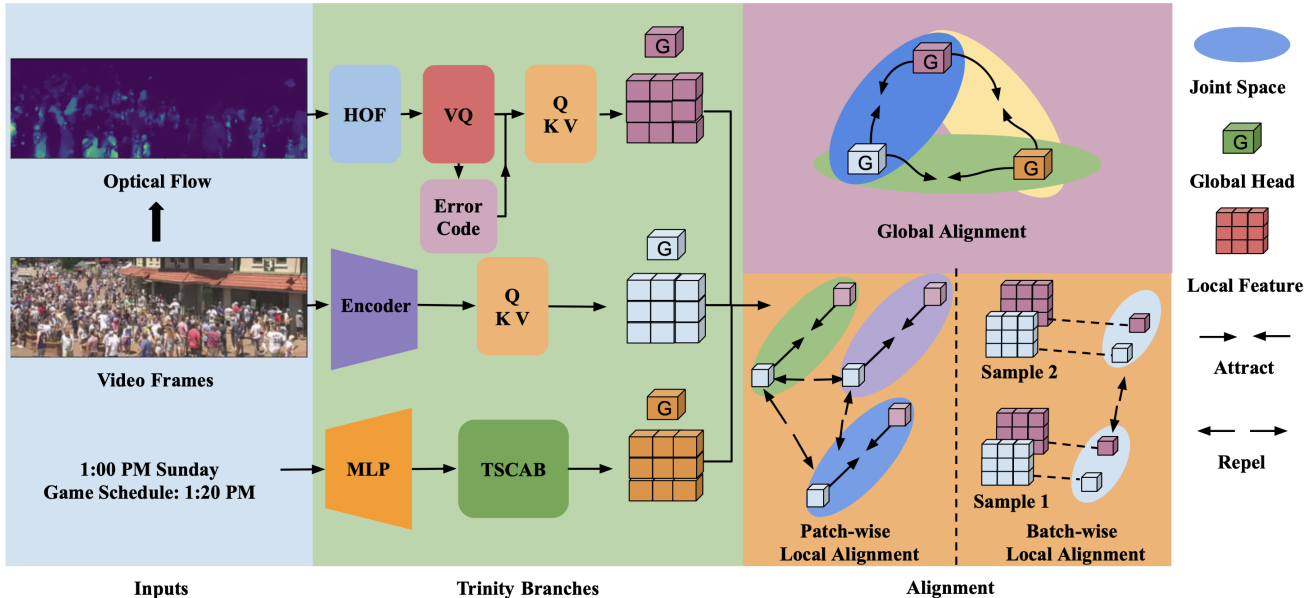 Optical Flow
Video Frames
1:00 PM Sunday
Game Schedule: 1:20 PM
Inputs
HOF
VQ
Error
Code
Q
K V
G
Encoder
Q
K V
G
MLP
TSCAB
G
Trinity Branches
G
G
G
Global Alignment
Patch-wise
Local Alignment
Sample 2
Sample 1
Batch-wise
Local Alignment
Alignment
Joint Space
G
Global Head
Local Feature
Attract
Repel